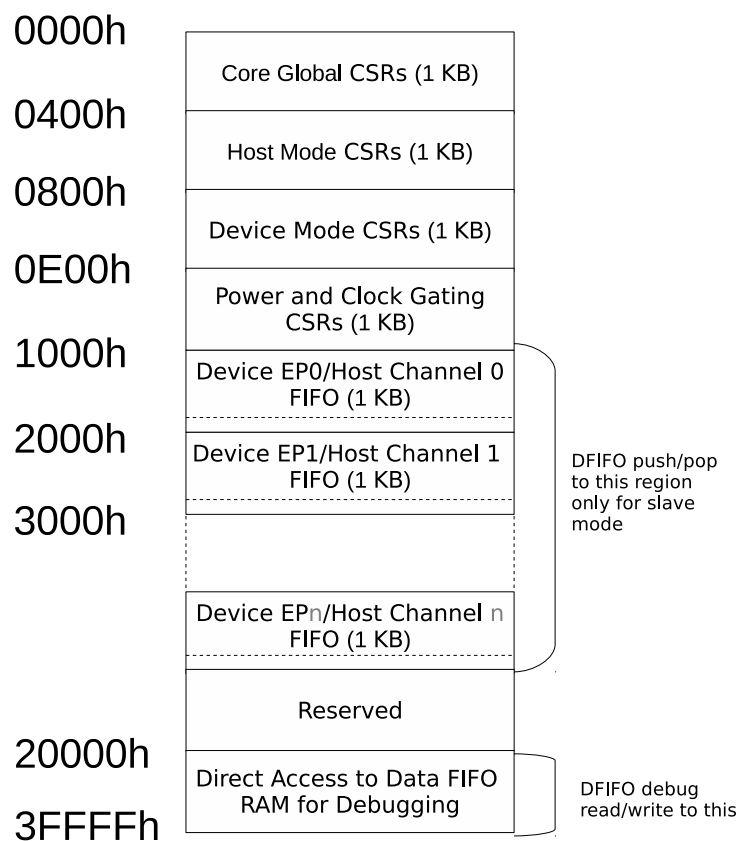 0000h
Core Global CSRs (1 KB)
0400h
Host Mode CSRs (1 KB)
0800h
Device Mode CSRs (1 KB)
0E00h
Power and Clock Gating
CSRs (1 KB)
1000h
Device EP0/Host Channel 0
FIFO (1 KB)
2000h
Device EP1/Host Channel 1
FIFO (1 KB)
3000h
DFIFO push/pop
to this region
only for slave
mode
Device EPn/Host Channel n
FIFO (1 KB)
Reserved
20000h
Direct Access to Data FIFO
RAM for Debugging
3FFFFh
DFIFO debug
read/write to this